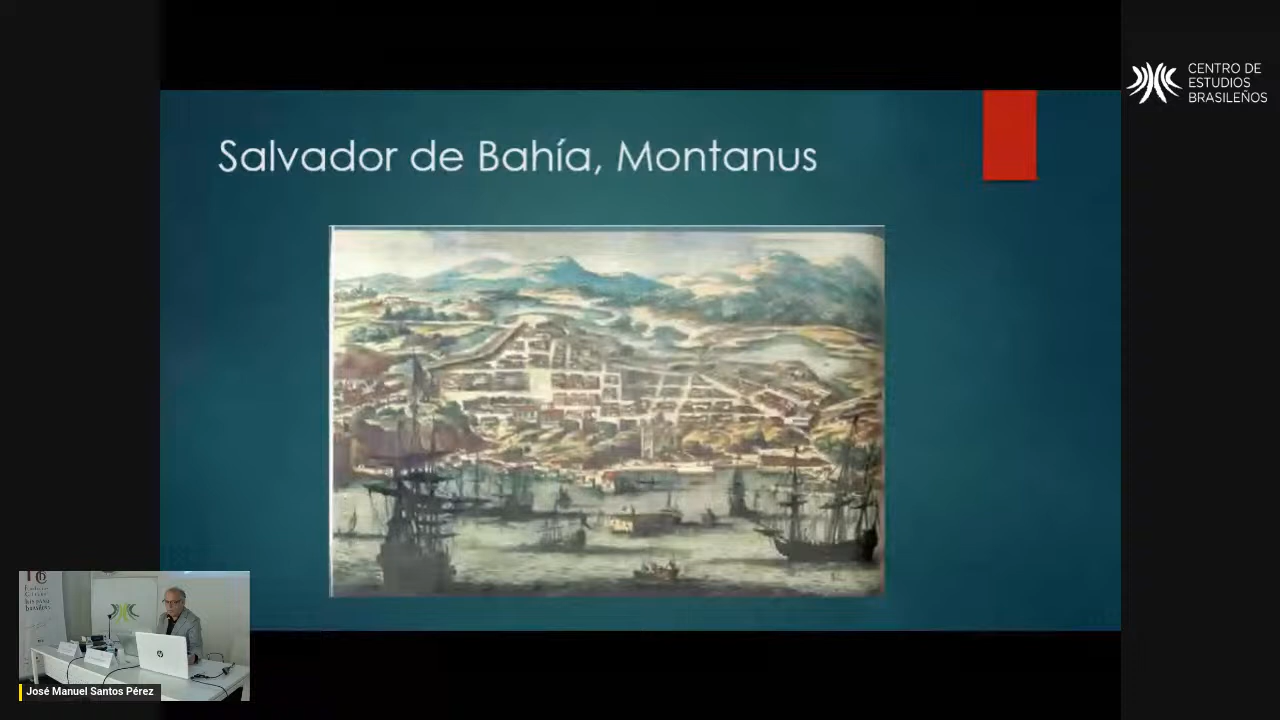 CENTRO DE
ESTUDIOS
BRASILEÑOS
Salvador de Bahía, Montanus
José Manuel Santos Pérez